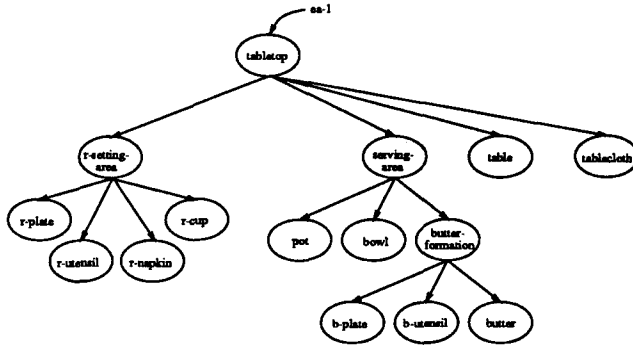 ea-1
tabletop
r-setting-
area
serving-
area
table
tablecloth
r-plate
r-cup
r-utensil
r-napkin
pot
bowl
butter-
formation
b-plate
b-utensil
butter